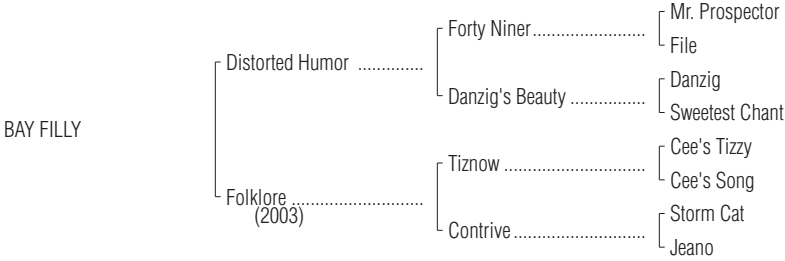 Mr. Prospector
Forty Niner..........................
File
Distorted Humor ..............
Danzig
Danzig's Beauty .................
Sweetest Chant
BAY FILLY
Cee's Tizzy
Tiznow ................................
Cee's Song
Folklore .............................
(2003)
Storm Cat
Contrive..............................
Jeano